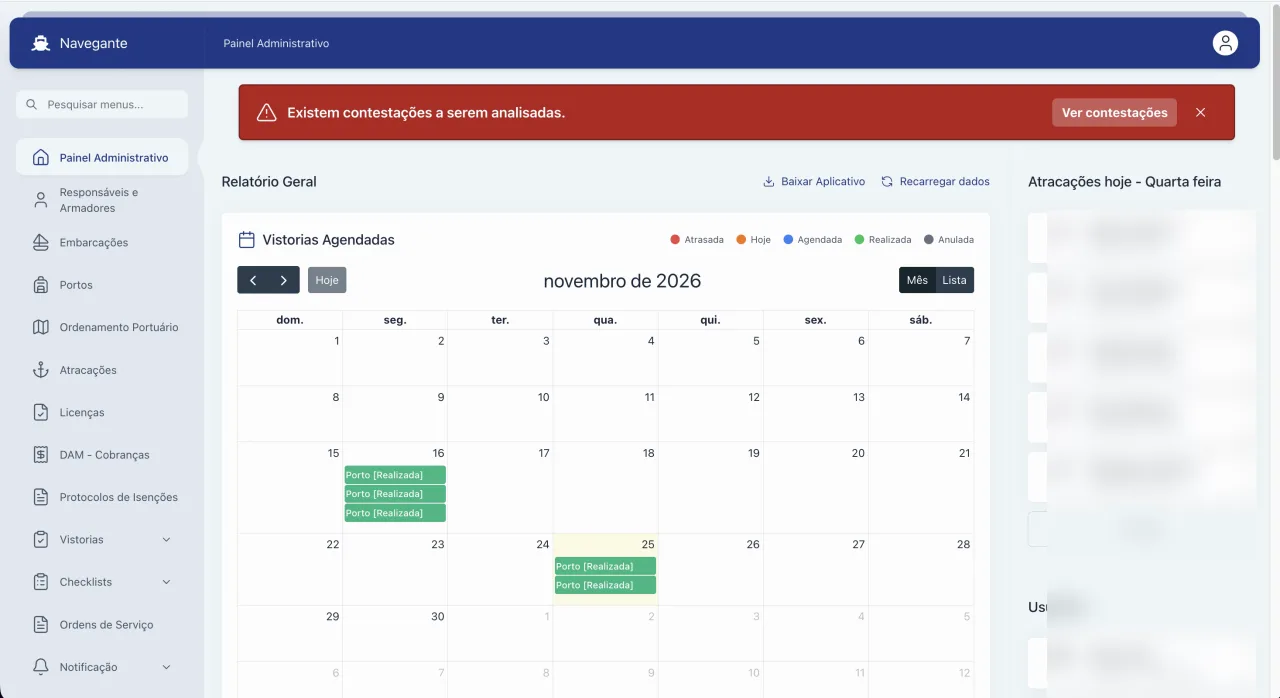 Navegante
Painel Administrativo
Pesquisar menus...
Painel Administrativo
Responsáveis e
Armadores
Embarcações
Portos
Ordenamento Portuário
Atracações
Licenças
DAM - Cobranças
Protocolos de Isenções
Vistorias
Checklists
Ordens de Serviço
Notificação
Existem contestações a serem analisadas.
Ver contestações
Relatório Geral
Baixar Aplicativo
Recarregar dados
Vistorias Agendadas
Atrasada
Hoje
Agendada
Realizada
Anulada
Hoje
novembro de 2026
Mês
Lista
dom. seg. ter. qua. qui. sex. sáb.
1 2 3 4 5 6 7
8 9 10 11 12 13 14
15 16 17 18 19 20 21
Porto [Realizada]
Porto [Realizada]
Porto [Realizada]
22 23 24 25 26 27 28
Porto [Realizada]
Porto [Realizada]
29 30 1 2 3 4 5
6 7 8 9 10 11 12
Atracações hoje - Quarta feira